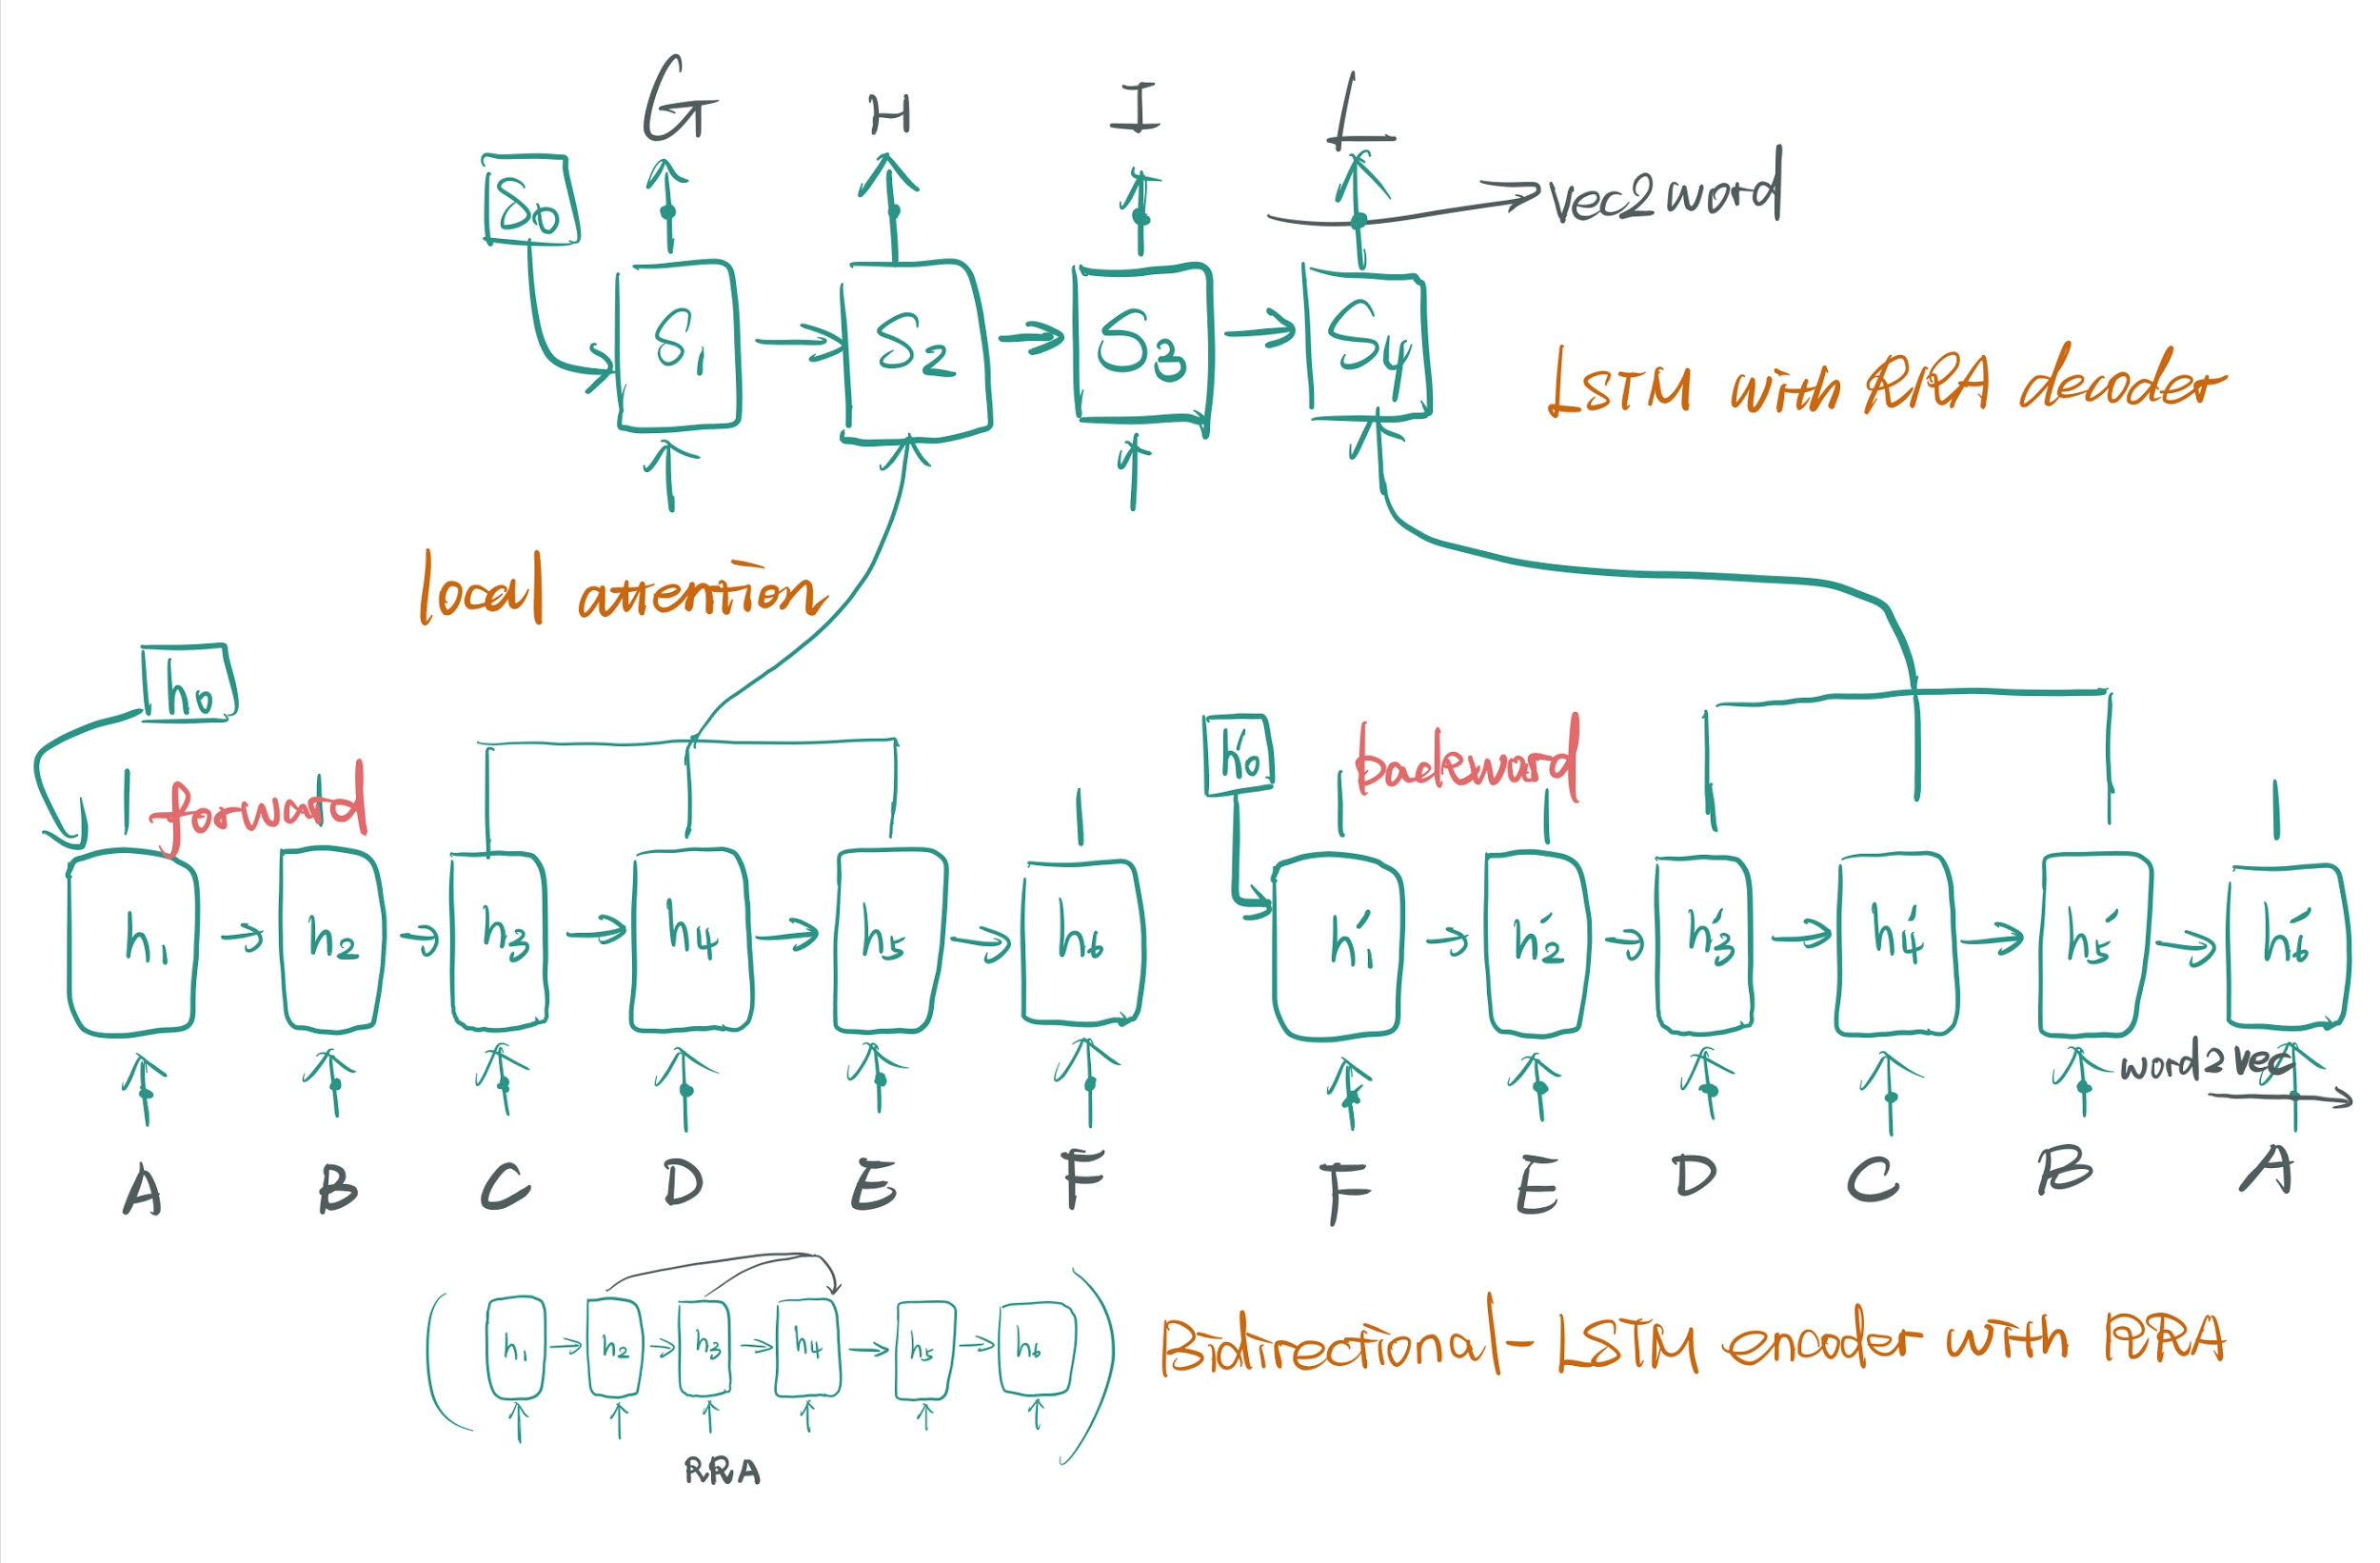 G H I L
S0
vec2word
S1 S2 S3 S4
LSTM with RRA decoder
local attention
h0
h'0
forward
backward
h1 h2 h3 h4 h5 h6
h'1 h'2 h'3 h'4 h'5 h'6
word2vec
A B C D E F
F E D C B A
h1 h2 h3 h4 h5 h6
RRA
Bidirectional-LSTM encoder with RRA